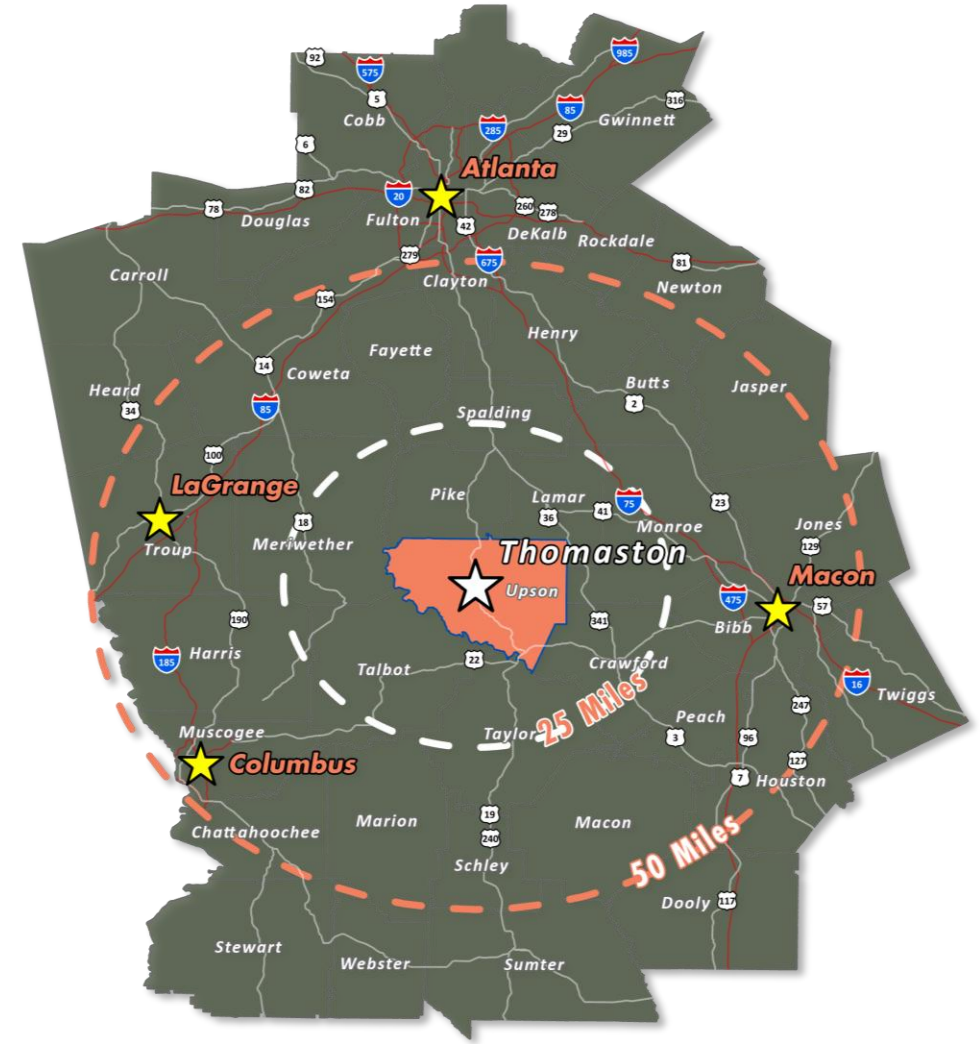 92
575
985
5
Cobb
85
316
Gwinnett
285
29
6
Atlanta
82
20
78
Douglas
Fulton
42
260
278
DeKalb
Rockdale
279
675
81
Carroll
Clayton
Newton
154
Henry
Fayette
14
Coweta
Butts
Jasper
Heard
34
85
2
Spalding
100
LaGrange
Pike
Lamar
75
23
36
41
18
Monroe
Jones
Troup
Meriwether
129
Thomaston
Macon
Upson
475
57
190
341
Bibb
185
Harris
22
Talbot
Crawford
16
Twiggs
25 Miles
247
Peach
Muscogee
Taylor
3
96
Columbus
127
7
Houston
19
Chattahoochee
Marion
Macon
240
50 Miles
Schley
Dooly
117
Stewart
Webster
Sumter